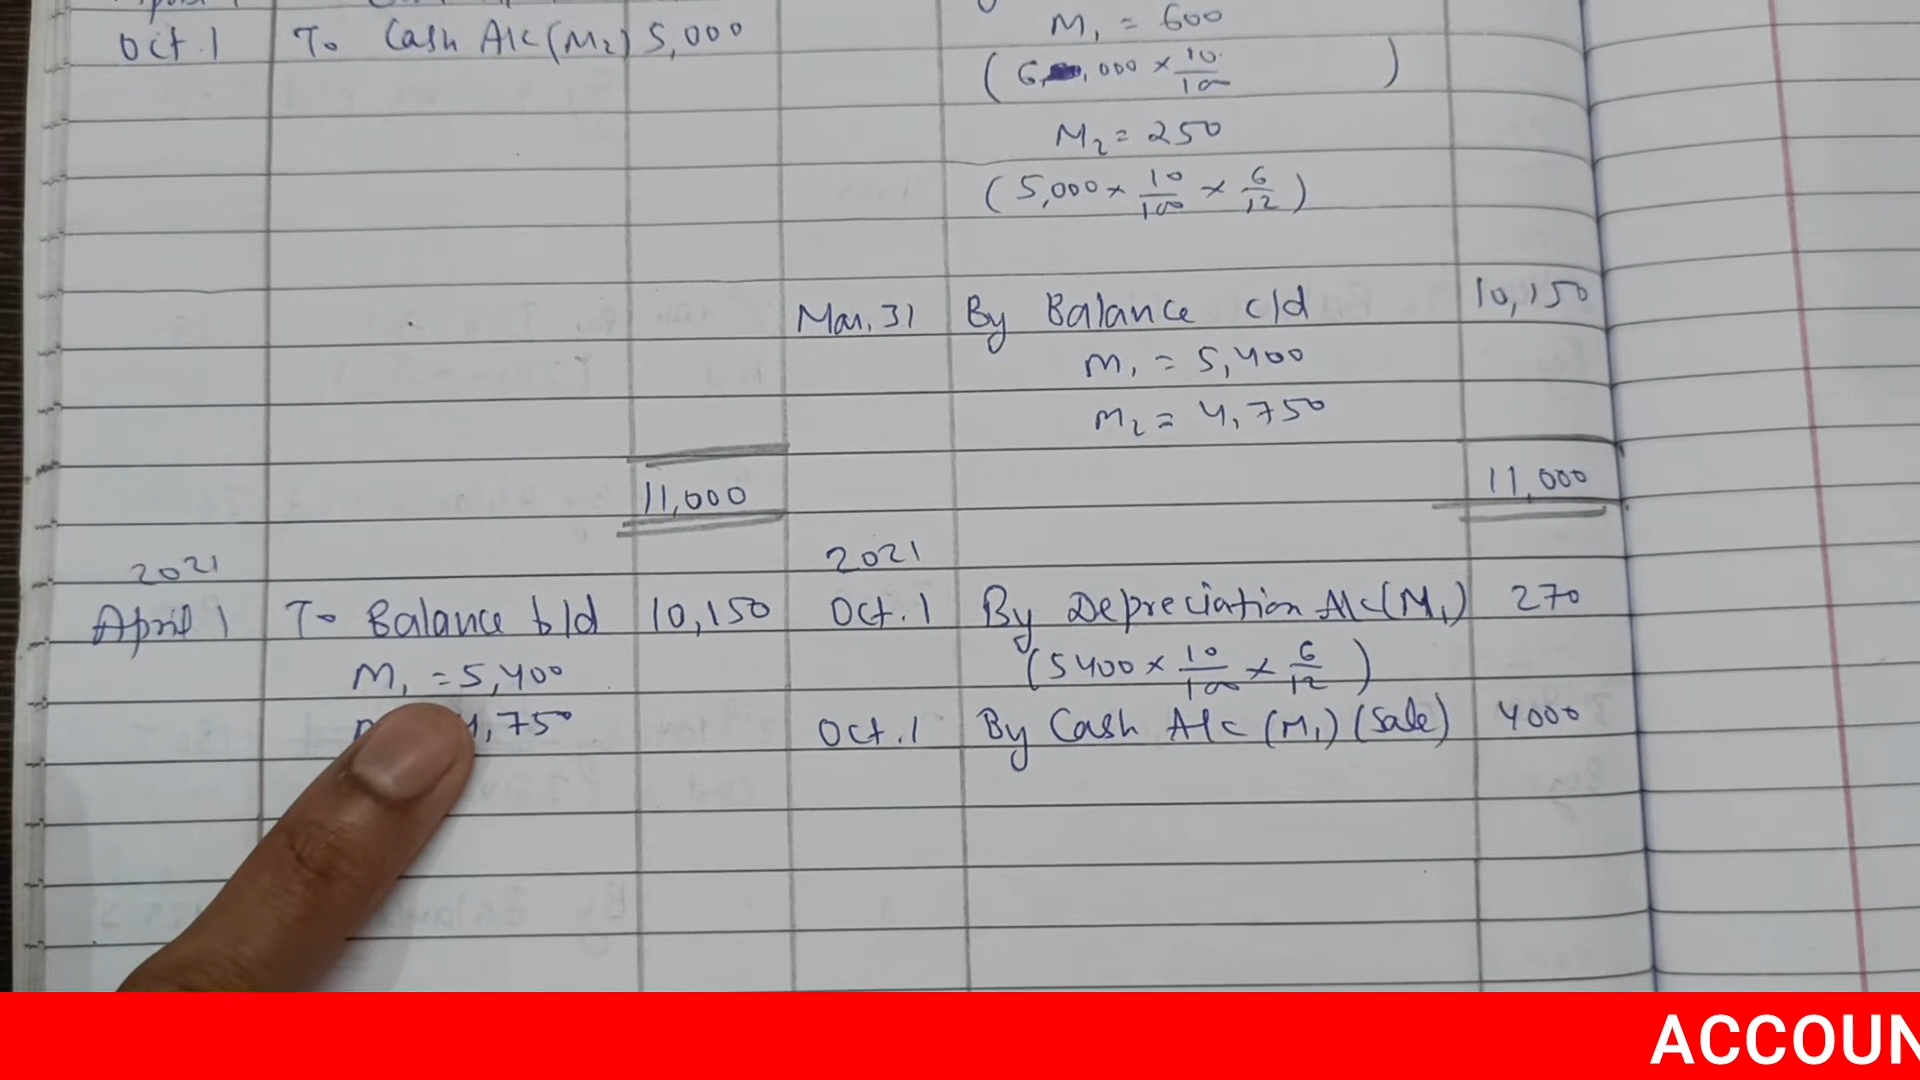 M₁ = 600
Oct.1 To Cash A/c (M₂) 5,000
(6,000 × 10/100 )
M₂ = 250
(5,000 × 10/100 × 6/12)
Mar.31 By Balance c/d 10,150
M₁ = 5,400
M₂ = 4,750
11,000 11,000
2021 2021
April 1 To Balance b/d 10,150 Oct.1 By Depreciation A/c (M₁) 270
M₁ = 5,400 (5400 × 10/100 × 6/12)
4,750 Oct.1 By Cash A/c (M₁) (Sale) 4000
ACCOUN